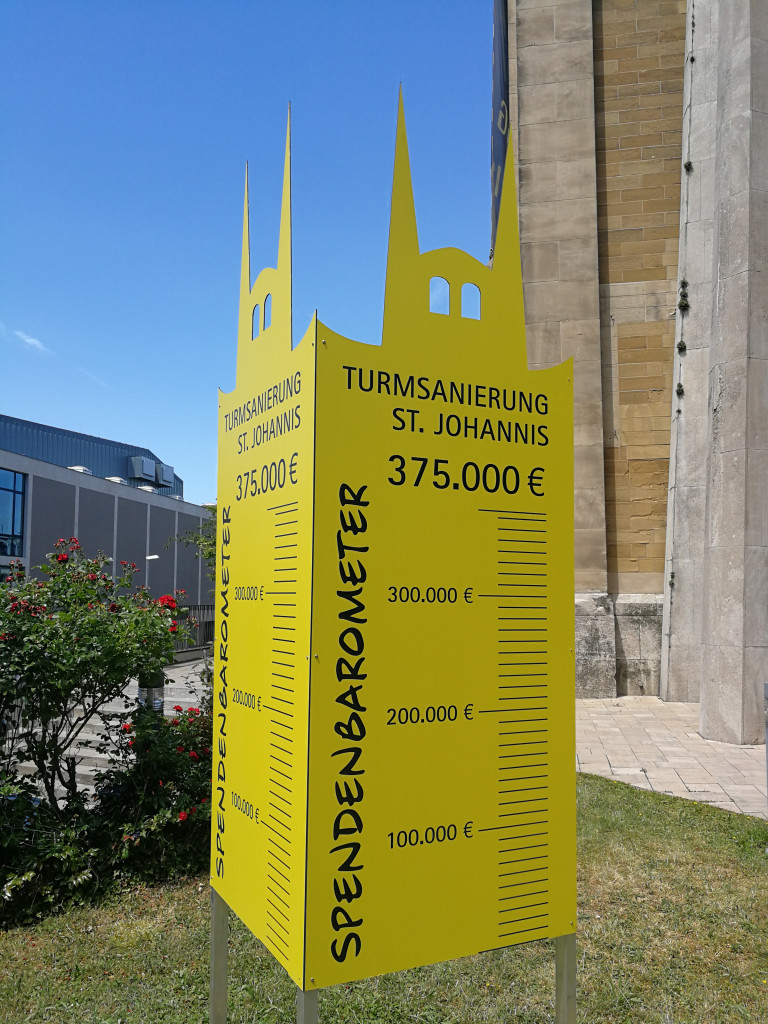 TURMSANIERUNG
ST. JOHANNIS
375.000 €
SPENDENBAROMETER
300.000 €
200.000 €
100.000 €
TURMSANIERUNG
ST. JOHANNIS
375.000 €
SPENDENBAROMETER
300.000 €
200.000 €
100.000 €